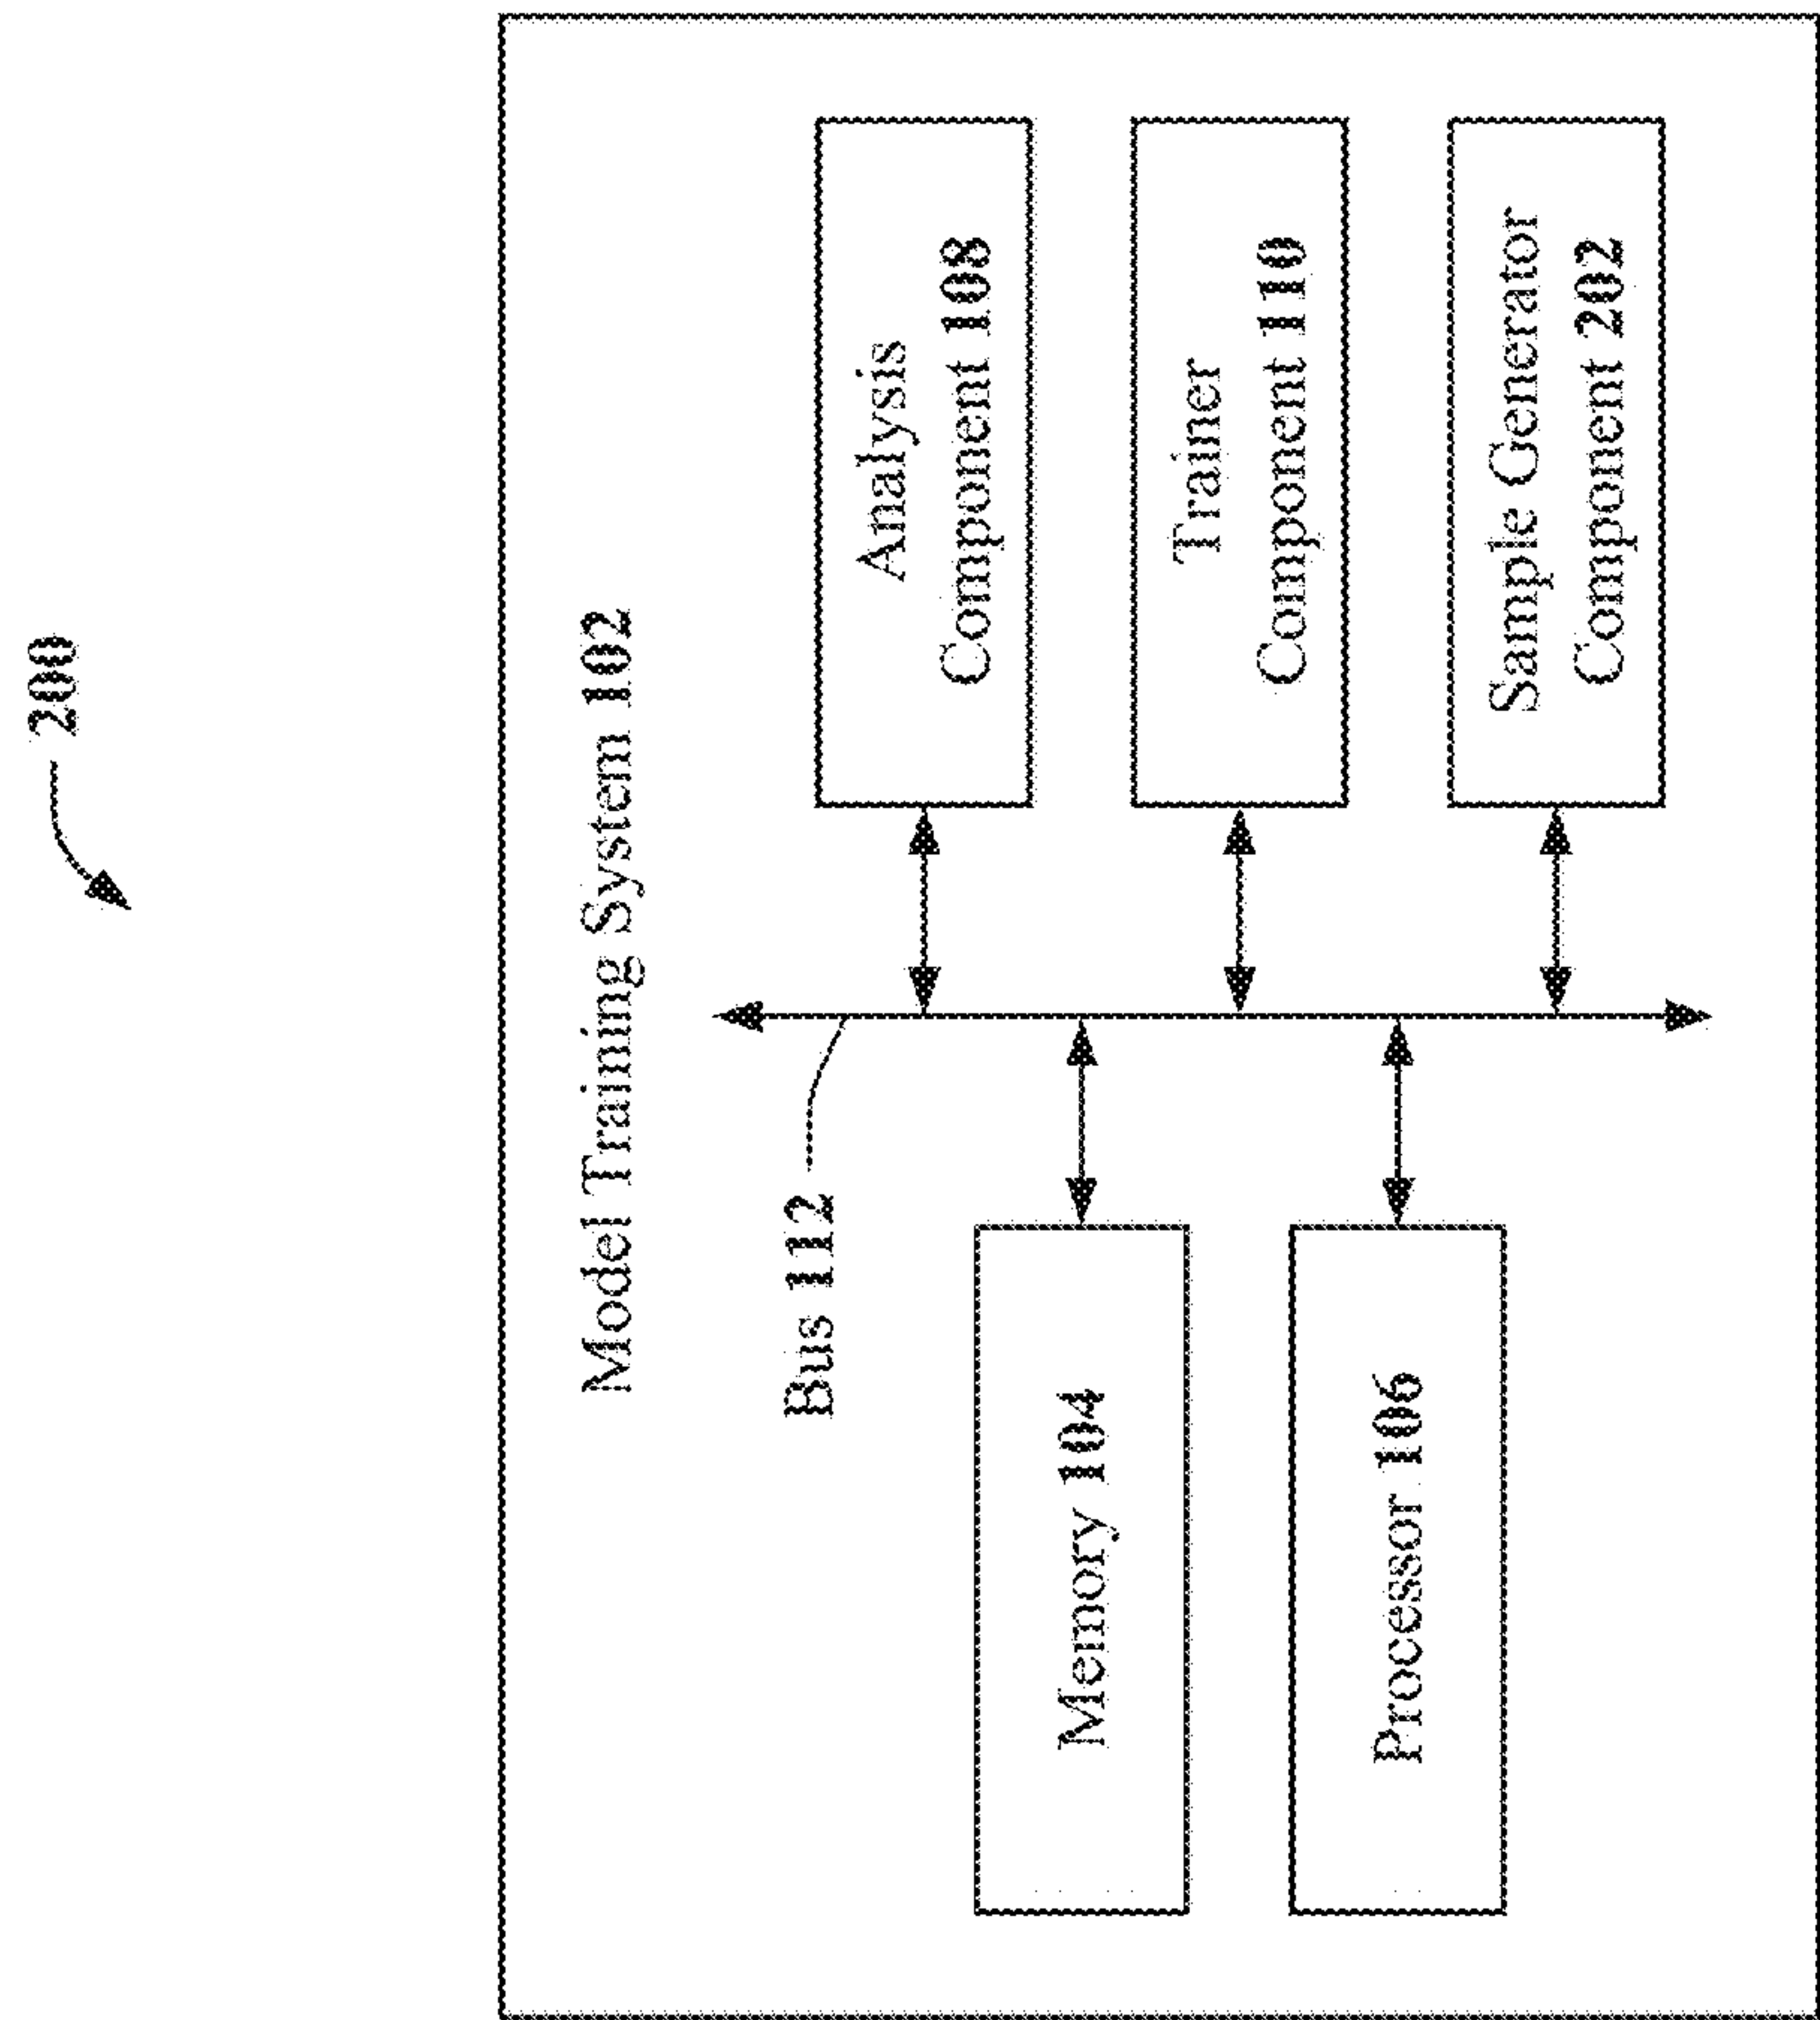 200
Model Training System 102
Bus 112
Memory 104
Processor 106
Analysis
Component 108
Trainer
Component 110
Sample Generator
Component 202